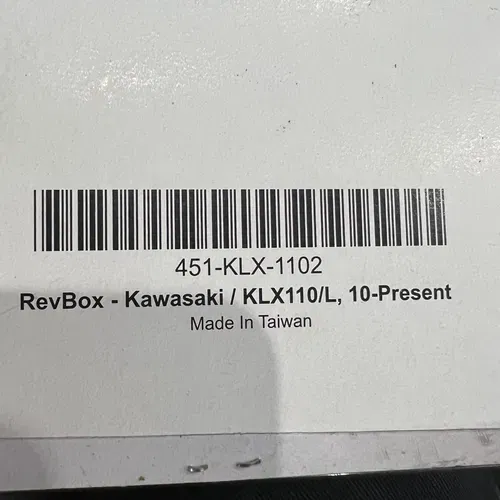 451-KLX-1102
RevBox - Kawasaki / KLX110/L, 10-Present
Made In Taiwan